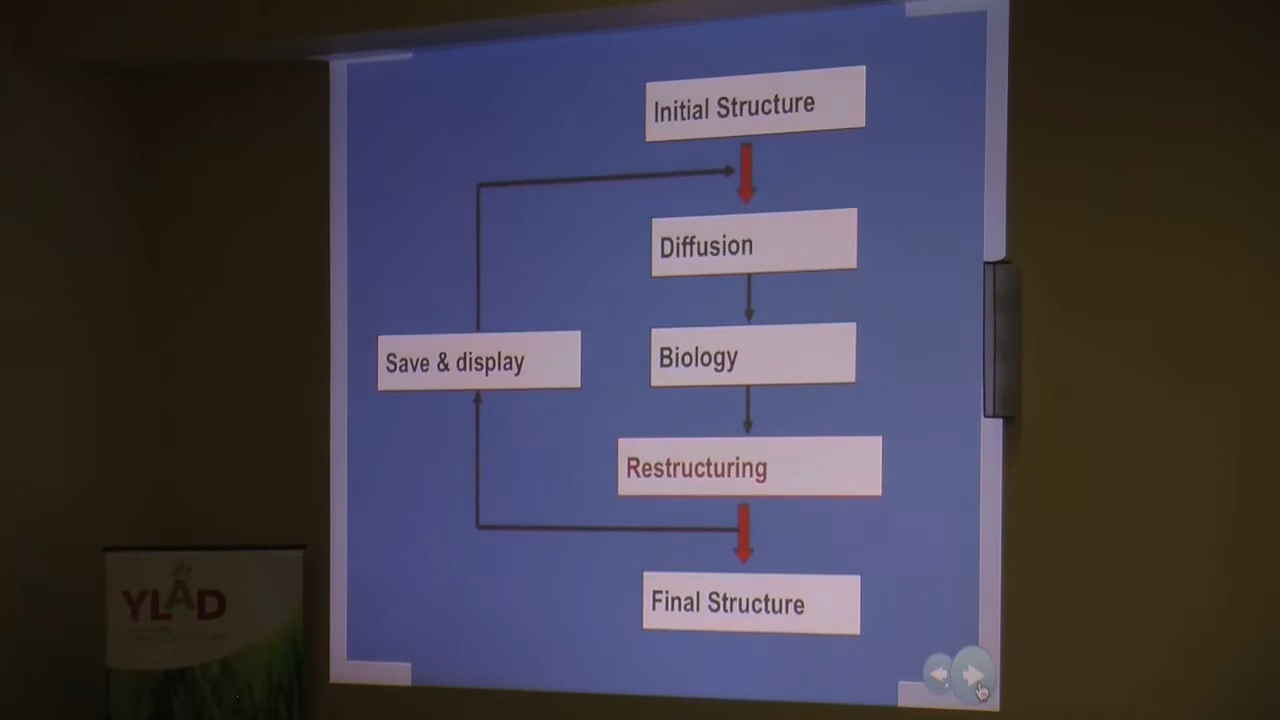 Initial Structure
Diffusion
Biology
Save & display
Restructuring
Final Structure
YLAD